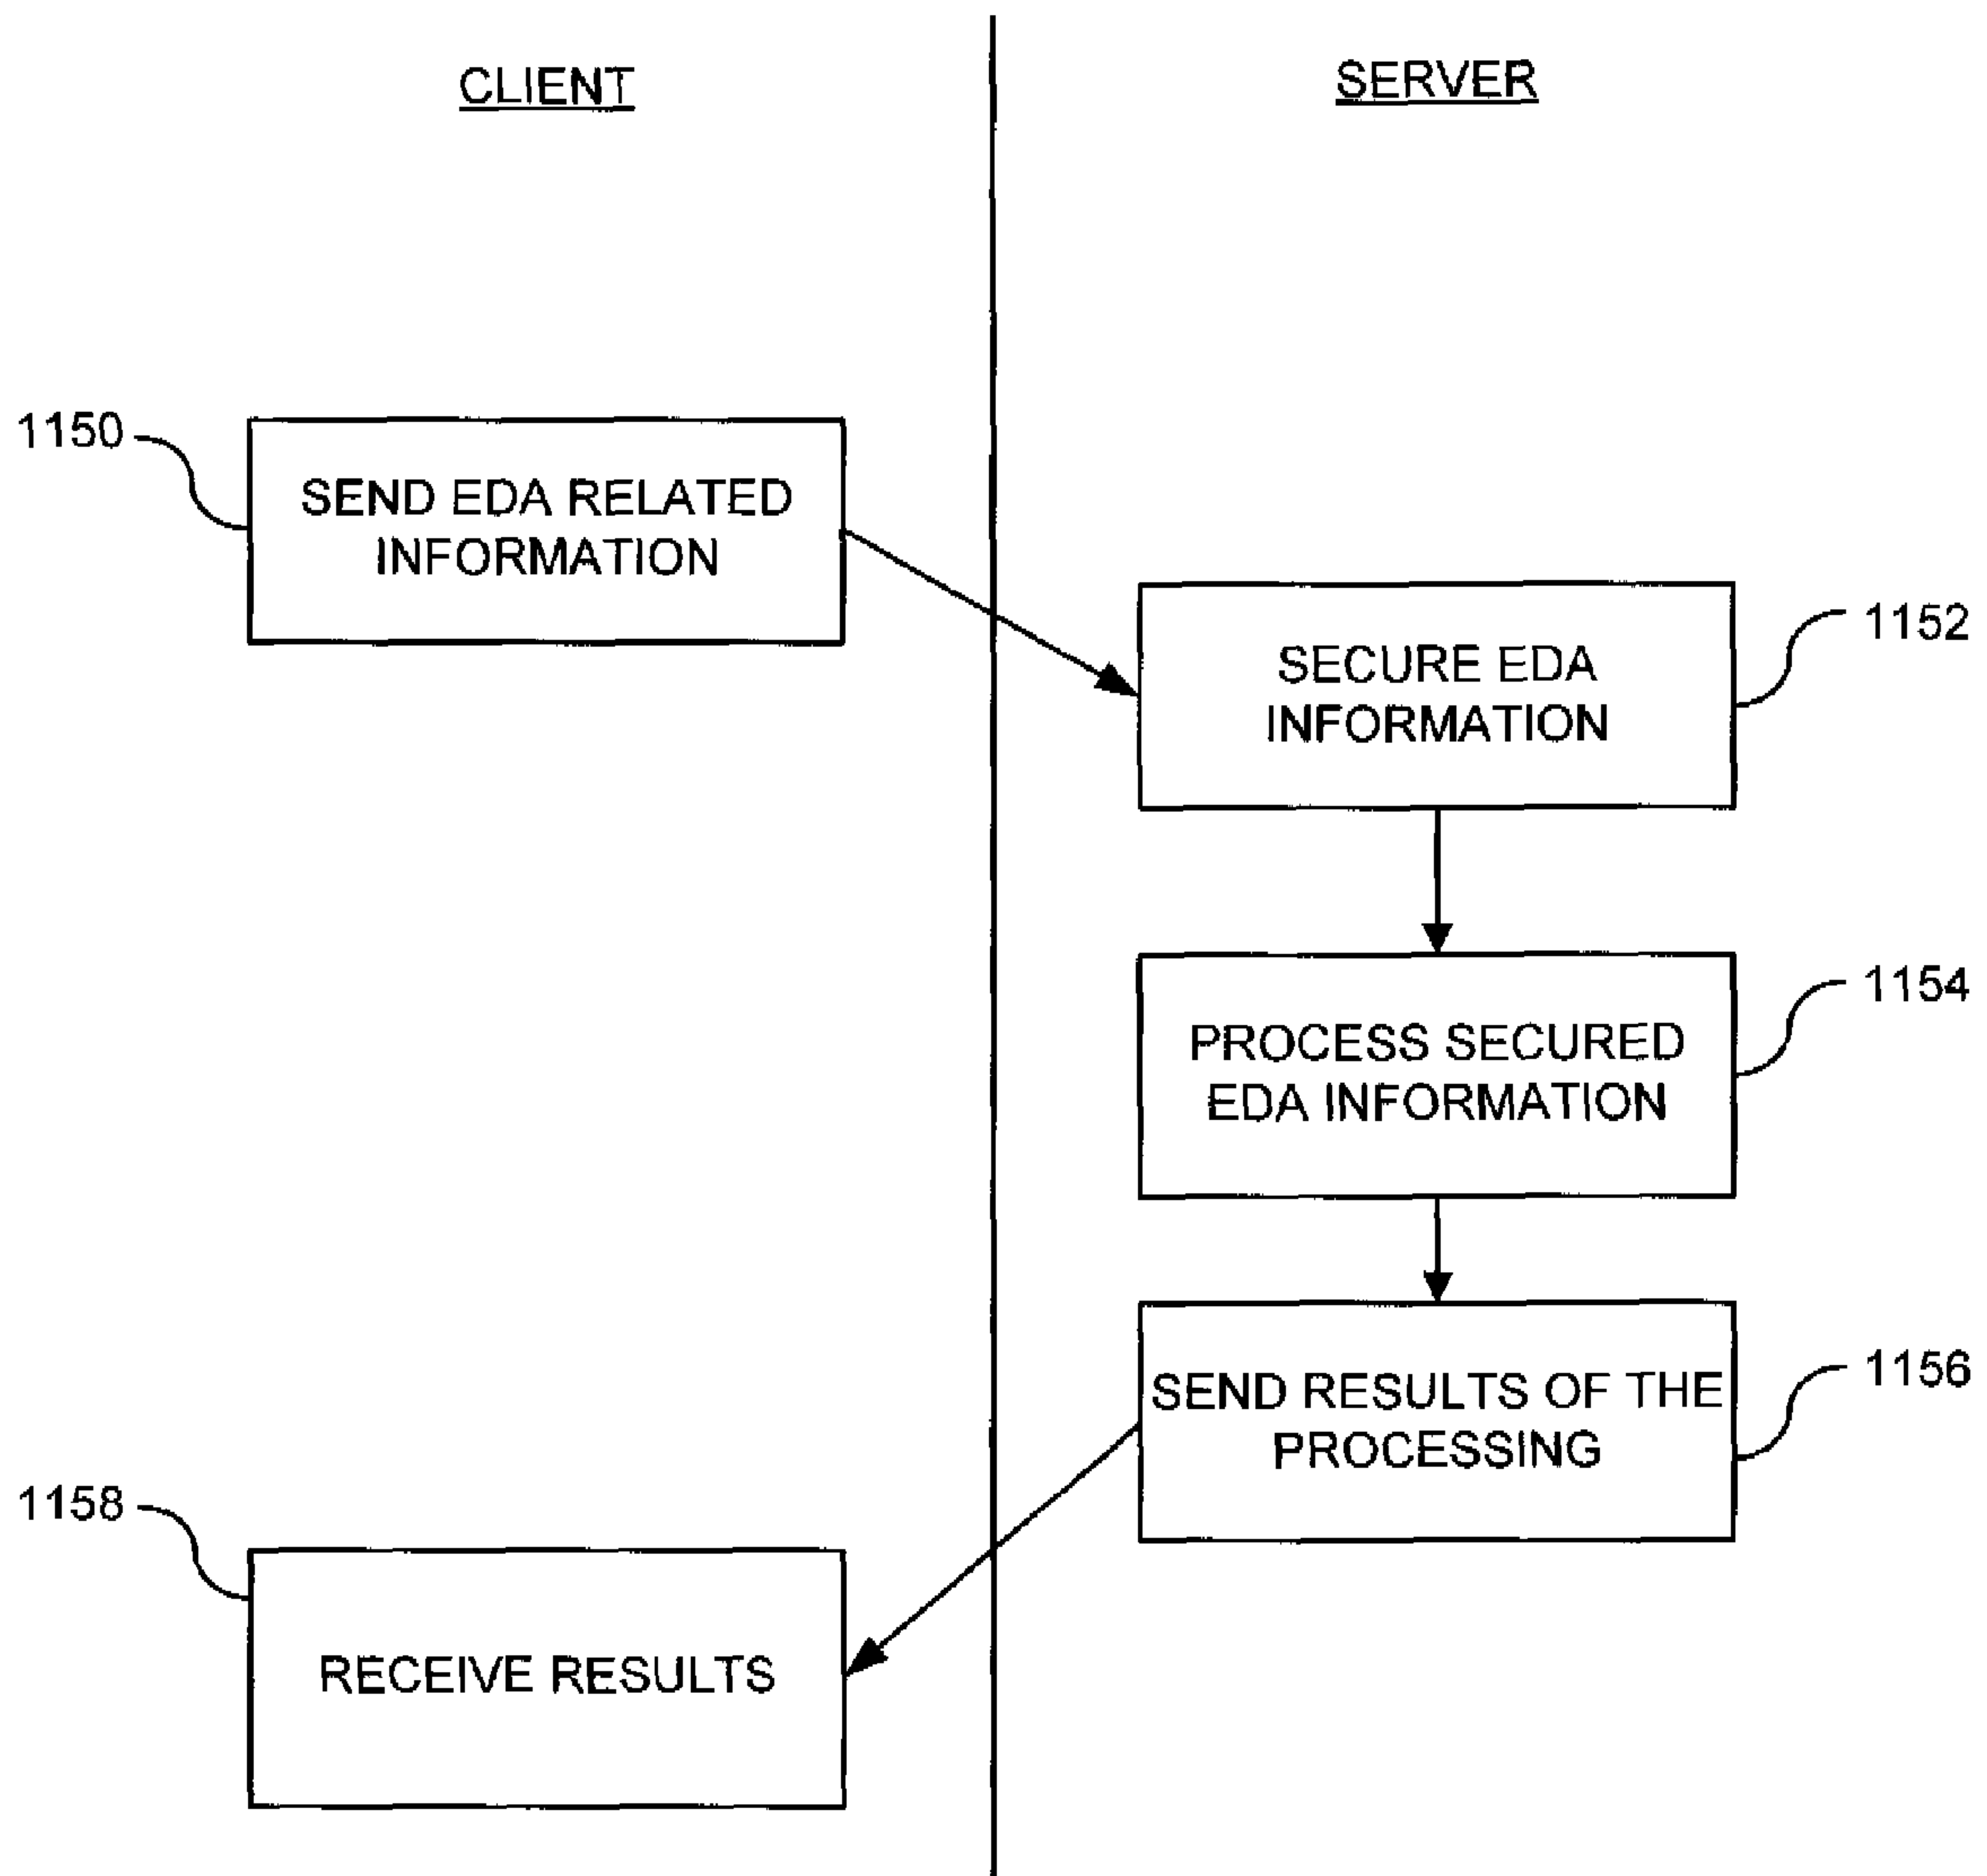 CLIENT
SERVER
1150
SEND EDA RELATED
INFORMATION
1152
SECURE EDA
INFORMATION
1154
PROCESS SECURED
EDA INFORMATION
1156
SEND RESULTS OF THE
PROCESSING
1158
RECEIVE RESULTS